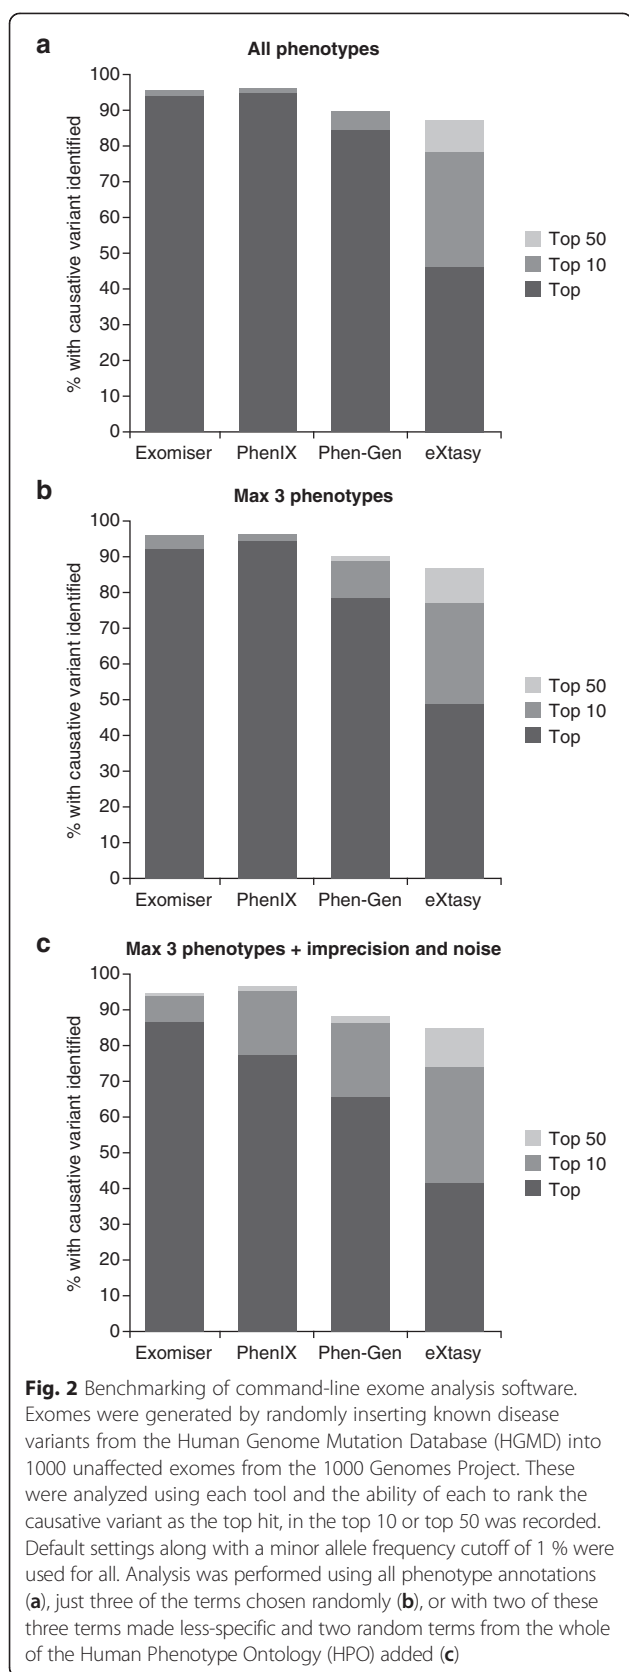 a
All phenotypes
% with causative variant identified
100
90
80
70
60
50
40
30
20
10
0
Exomiser PhenIX Phen-Gen eXtasy
Top 50
Top 10
Top
b
Max 3 phenotypes
% with causative variant identified
100
90
80
70
60
50
40
30
20
10
0
Exomiser PhenIX Phen-Gen eXtasy
Top 50
Top 10
Top
c
Max 3 phenotypes + imprecision and noise
% with causative variant identified
100
90
80
70
60
50
40
30
20
10
0
Exomiser PhenIX Phen-Gen eXtasy
Top 50
Top 10
Top
Fig. 2 Benchmarking of command-line exome analysis software.
Exomes were generated by randomly inserting known disease
variants from the Human Genome Mutation Database (HGMD) into
1000 unaffected exomes from the 1000 Genomes Project. These
were analyzed using each tool and the ability of each to rank the
causative variant as the top hit, in the top 10 or top 50 was recorded.
Default settings along with a minor allele frequency cutoff of 1 % were
used for all. Analysis was performed using all phenotype annotations
(a), just three of the terms chosen randomly (b), or with two of these
three terms made less-specific and two random terms from the whole
of the Human Phenotype Ontology (HPO) added (c)